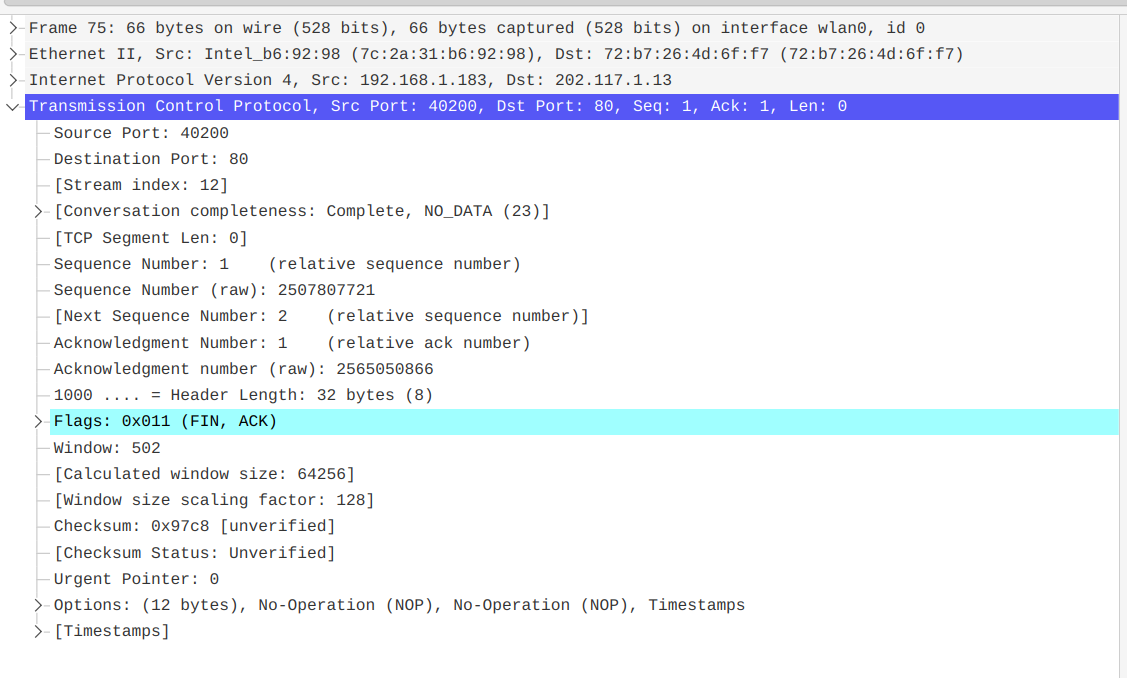 Frame 75: 66 bytes on wire (528 bits), 66 bytes captured (528 bits) on interface wlan0, id 0
Ethernet II, Src: Intel_b6:92:98 (7c:2a:31:b6:92:98), Dst: 72:b7:26:4d:6f:f7 (72:b7:26:4d:6f:f7)
Internet Protocol Version 4, Src: 192.168.1.183, Dst: 202.117.1.13
Transmission Control Protocol, Src Port: 40200, Dst Port: 80, Seq: 1, Ack: 1, Len: 0
Source Port: 40200
Destination Port: 80
[Stream index: 12]
[Conversation completeness: Complete, NO_DATA (23)]
[TCP Segment Len: 0]
Sequence Number: 1    (relative sequence number)
Sequence Number (raw): 2507807721
[Next Sequence Number: 2    (relative sequence number)]
Acknowledgment Number: 1    (relative ack number)
Acknowledgment number (raw): 2565050866
1000 .... = Header Length: 32 bytes (8)
Flags: 0x011 (FIN, ACK)
Window: 502
[Calculated window size: 64256]
[Window size scaling factor: 128]
Checksum: 0x97c8 [unverified]
[Checksum Status: Unverified]
Urgent Pointer: 0
Options: (12 bytes), No-Operation (NOP), No-Operation (NOP), Timestamps
[Timestamps]